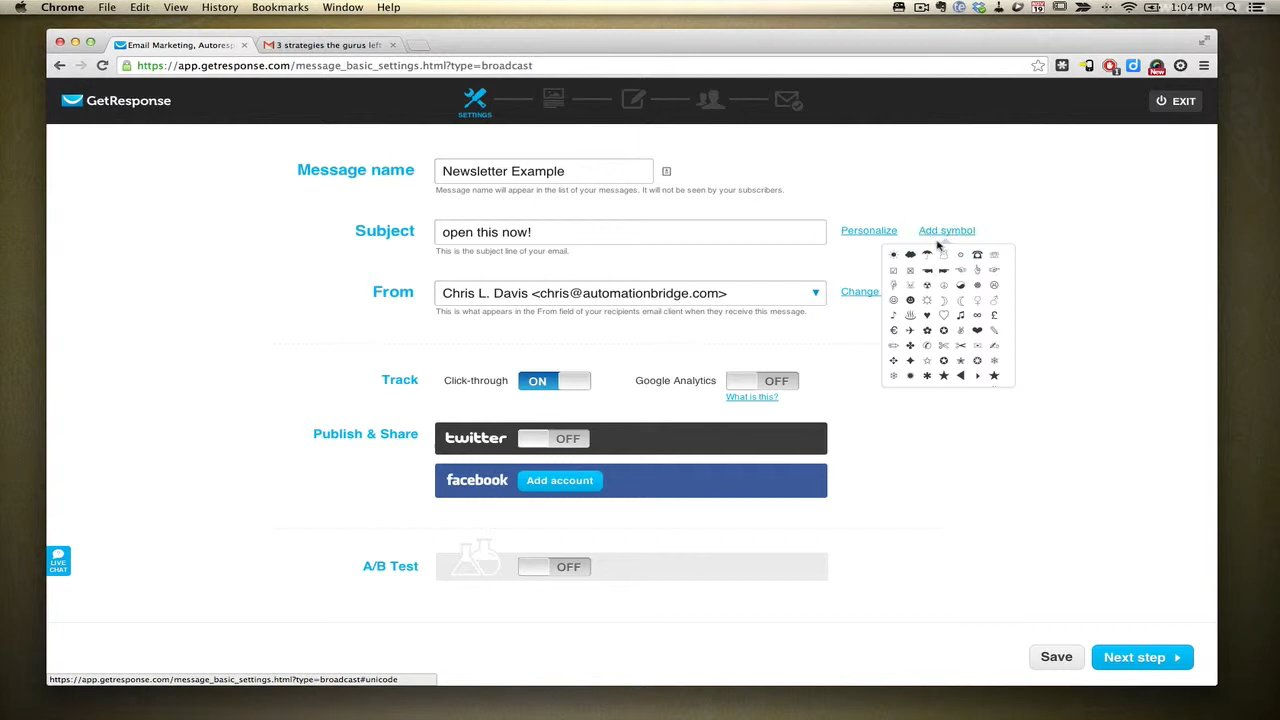 Chrome File Edit View History Bookmarks Window Help 1:04 PM
Email Marketing, Autoresp 3 strategies the gurus left
https://app.getresponse.com/message_basic_settings.html?type=broadcast
New
GetResponse EXIT
SETTINGS
Message name Newsletter Example
Message name will appear in the list of your messages. It will not be seen by your subscribers.
Subject open this now! Personalize Add symbol
This is the subject line of your email.
From Chris L. Davis <chris@automationbridge.com> Change
This is what appears in the From field of your recipients email client when they receive this message.
Track Click-through ON Google Analytics OFF
What is this?
Publish & Share twitter OFF
facebook Add account
LIVE
CHAT
A/B Test OFF
Save Next step
https://app.getresponse.com/message_basic_settings.html?type=broadcast#unicode